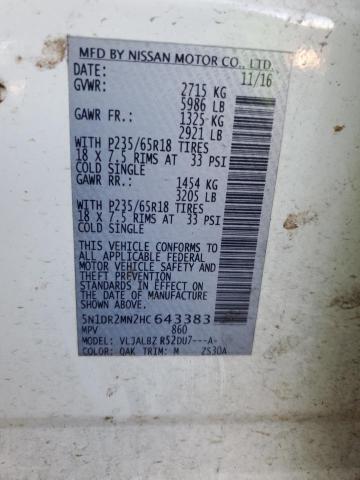 MFD BY NISSAN MOTOR CO., LTD.
DATE: 11/16
GVWR: 2715 KG
5986 LB
GAWR FR.: 1325 KG
2921 LB
WITH P235/65R18 TIRES
18 X 7.5 RIMS AT 33 PSI
COLD SINGLE
GAWR RR.: 1454 KG
3205 LB
WITH P235/65R18 TIRES
18 X 7.5 RIMS AT 33 PSI
COLD SINGLE
THIS VEHICLE CONFORMS TO
ALL APPLICABLE FEDERAL
MOTOR VEHICLE SAFETY AND
THEFT PREVENTION
STANDARDS IN EFFECT ON
THE DATE OF MANUFACTURE
SHOWN ABOVE.
5N1DR2MN2HC643383
MPV 860
MODEL: VLJALBZ R52DU7---A-
COLOR: QAK TRIM: M